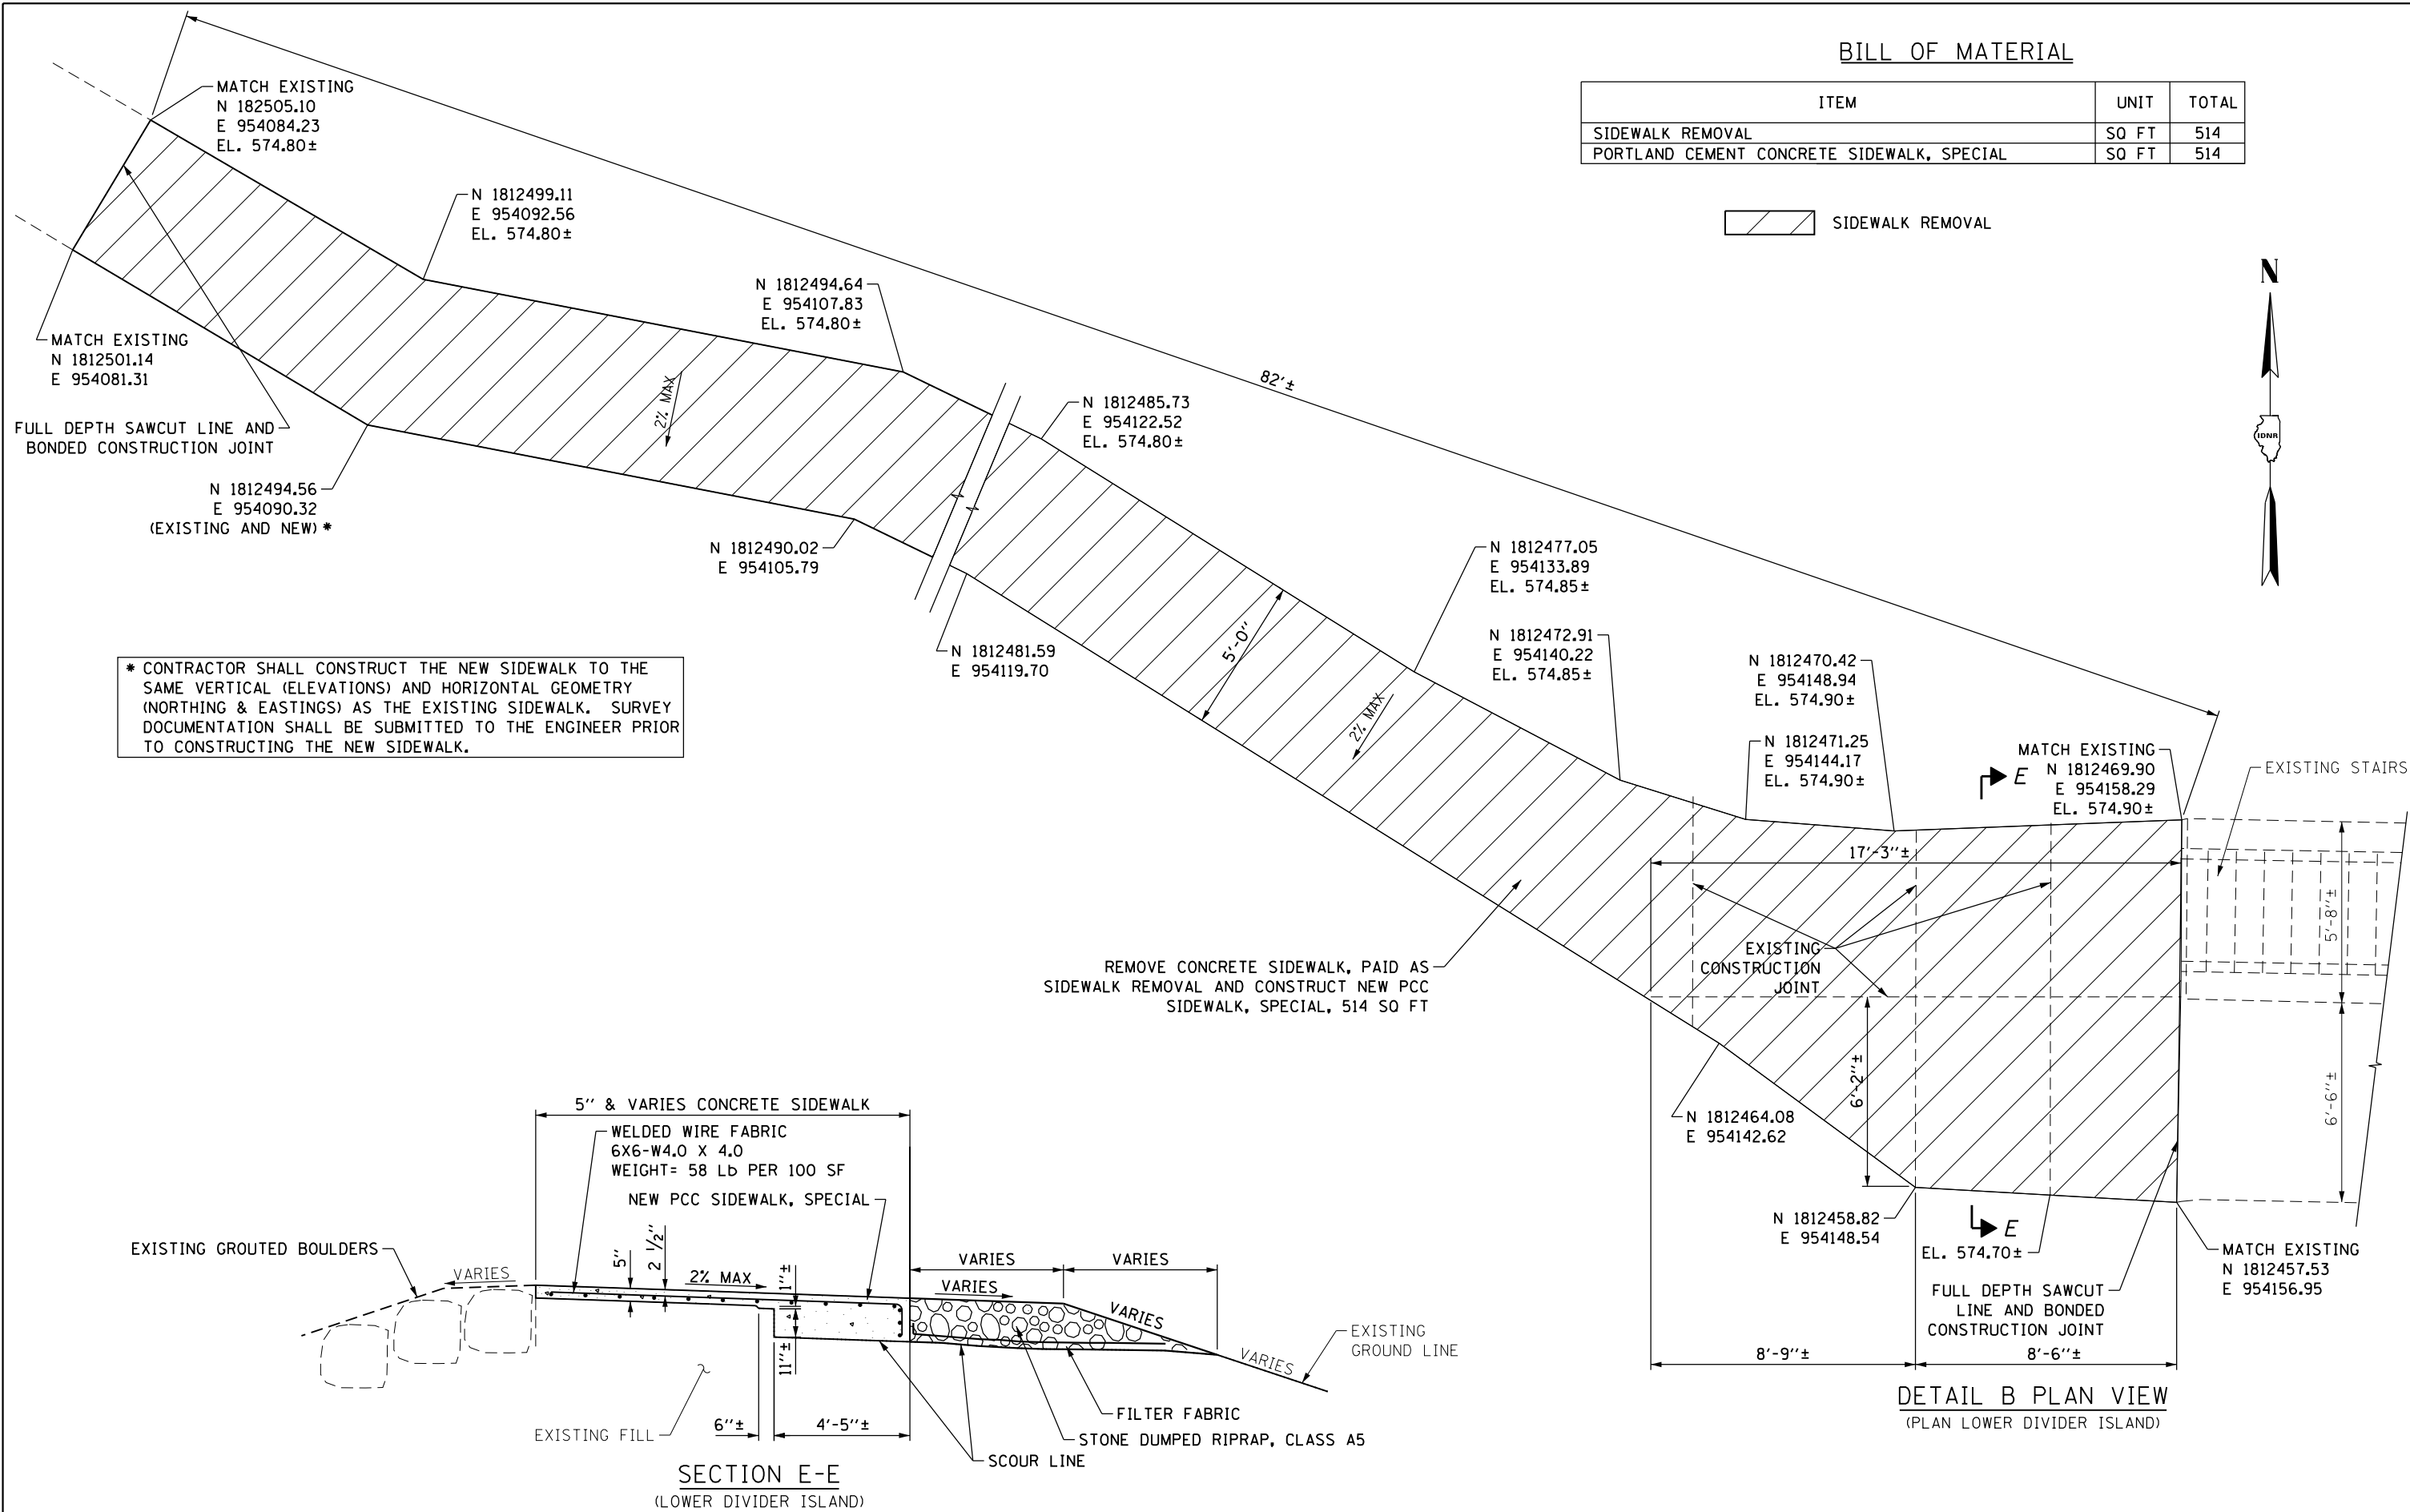 BILL OF MATERIAL
ITEM UNIT TOTAL
SIDEWALK REMOVAL SQ FT 514
PORTLAND CEMENT CONCRETE SIDEWALK, SPECIAL SQ FT 514
SIDEWALK REMOVAL
N
IDNR
MATCH EXISTING
N 182505.10
E 954084.23
EL. 574.80±
N 1812499.11
E 954092.56
EL. 574.80±
N 1812494.64
E 954107.83
EL. 574.80±
82'±
N 1812485.73
E 954122.52
EL. 574.80±
MATCH EXISTING
N 1812501.14
E 954081.31
FULL DEPTH SAWCUT LINE AND
BONDED CONSTRUCTION JOINT
2% MAX
N 1812494.56
E 954090.32
(EXISTING AND NEW) *
N 1812490.02
E 954105.79
N 1812481.59
E 954119.70
5'-0"
N 1812477.05
E 954133.89
EL. 574.85±
N 1812472.91
E 954140.22
EL. 574.85±
2% MAX
N 1812470.42
E 954148.94
EL. 574.90±
N 1812471.25
E 954144.17
EL. 574.90±
MATCH EXISTING
N 1812469.90
E 954158.29
EL. 574.90±
E
EXISTING STAIRS
* CONTRACTOR SHALL CONSTRUCT THE NEW SIDEWALK TO THE
SAME VERTICAL (ELEVATIONS) AND HORIZONTAL GEOMETRY
(NORTHING & EASTINGS) AS THE EXISTING SIDEWALK. SURVEY
DOCUMENTATION SHALL BE SUBMITTED TO THE ENGINEER PRIOR
TO CONSTRUCTING THE NEW SIDEWALK.
17'-3"±
5'-8"±
EXISTING
CONSTRUCTION
JOINT
REMOVE CONCRETE SIDEWALK, PAID AS
SIDEWALK REMOVAL AND CONSTRUCT NEW PCC
SIDEWALK, SPECIAL, 514 SQ FT
6'-2"±
6'-6"±
N 1812464.08
E 954142.62
N 1812458.82
E 954148.54
E
EL. 574.70±
MATCH EXISTING
N 1812457.53
E 954156.95
FULL DEPTH SAWCUT
LINE AND BONDED
CONSTRUCTION JOINT
8'-9"±
8'-6"±
DETAIL B PLAN VIEW
(PLAN LOWER DIVIDER ISLAND)
5" & VARIES CONCRETE SIDEWALK
WELDED WIRE FABRIC
6X6-W4.0 X 4.0
WEIGHT= 58 Lb PER 100 SF
NEW PCC SIDEWALK, SPECIAL
EXISTING GROUTED BOULDERS
VARIES
5"
2 1/2"
2% MAX
1"±
11"±
VARIES
VARIES
VARIES
VARIES
VARIES
EXISTING
GROUND LINE
EXISTING FILL
6"±
4'-5"±
FILTER FABRIC
STONE DUMPED RIPRAP, CLASS A5
SCOUR LINE
SECTION E-E
(LOWER DIVIDER ISLAND)